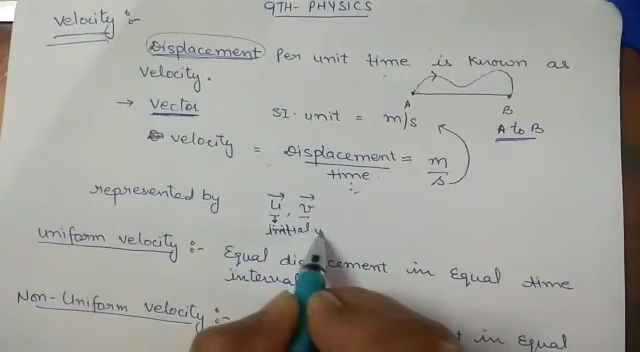 9TH- PHYSICS
Velocity :-
Displacement Per unit time is known as
Velocity.
A B
→ Vector SI. unit = m/s A to B
velocity = Displacement/time = m/s
represented by u⃗, v⃗
initial
Uniform velocity :- Equal displacement in Equal time
interval
Non-Uniform velocity :- in Equal